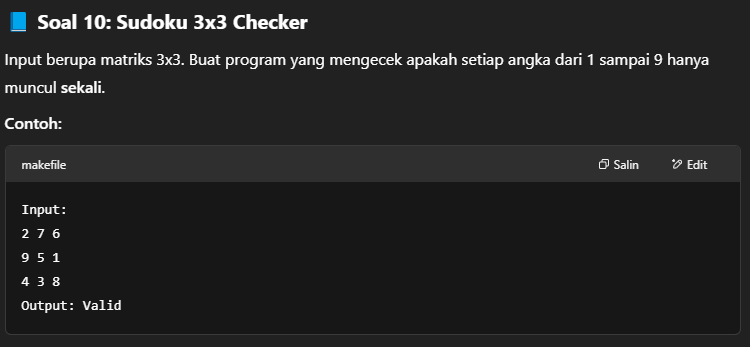 📘 Soal 10: Sudoku 3x3 Checker
Input berupa matriks 3x3. Buat program yang mengecek apakah setiap angka dari 1 sampai 9 hanya
muncul sekali.
Contoh:
makefile Salin Edit
Input:
2 7 6
9 5 1
4 3 8
Output: Valid